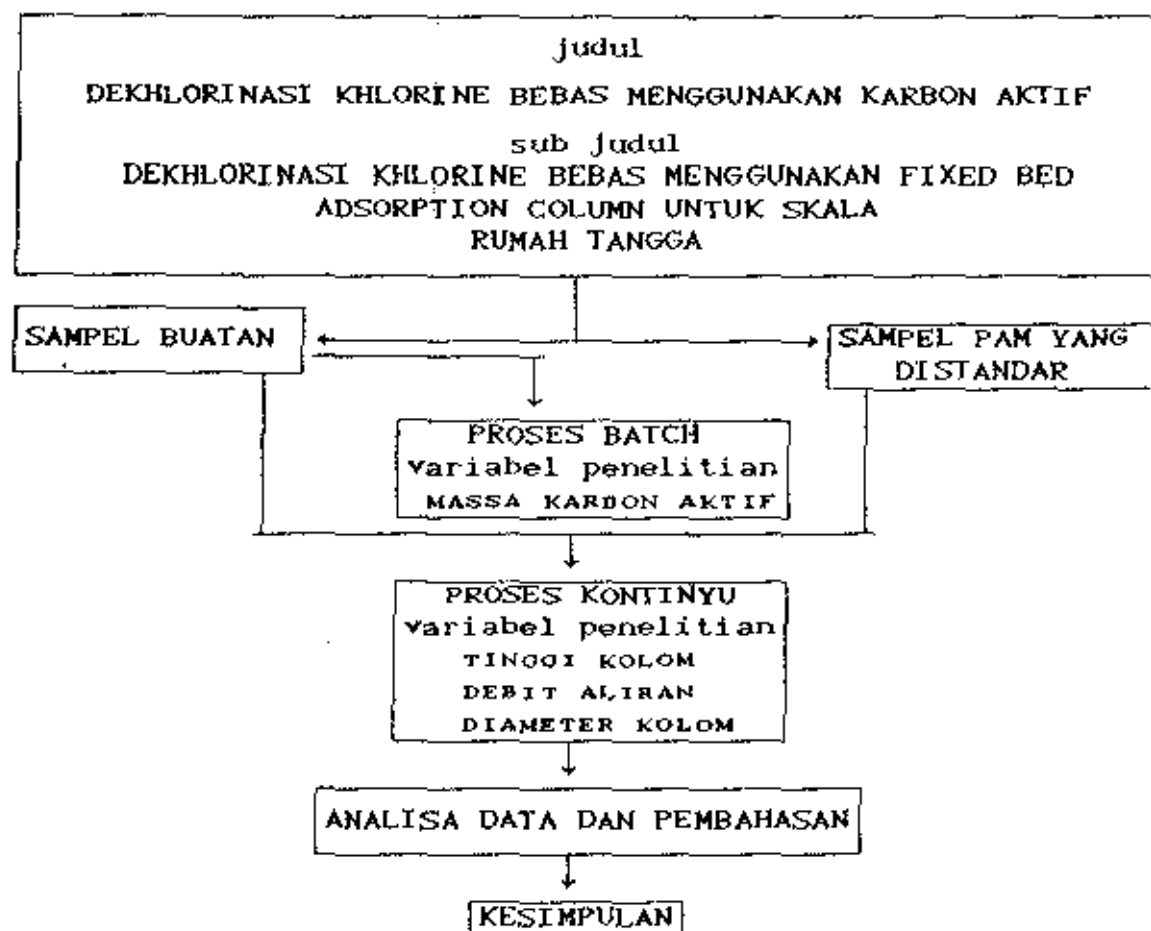 judul
DEKHLORINASI KHLORINE BEBAS MENGGUNAKAN KARBON AKTIF
sub judul
DEKHLORINASI KHLORINE BEBAS MENGGUNAKAN FIXED BED
ADSORPTION COLUMN UNTUK SKALA
RUMAH TANGGA
SAMPEL BUATAN
SAMPEL PAM YANG
DISTANDAR
PROSES BATCH
variabel penelitian
MASSA KARBON AKTIF
PROSES KONTINYU
variabel penelitian
TINGGI KOLOM
DEBIT ALIRAN
DIAMETER KOLOM
ANALISA DATA DAN PEMBAHASAN
KESIMPULAN